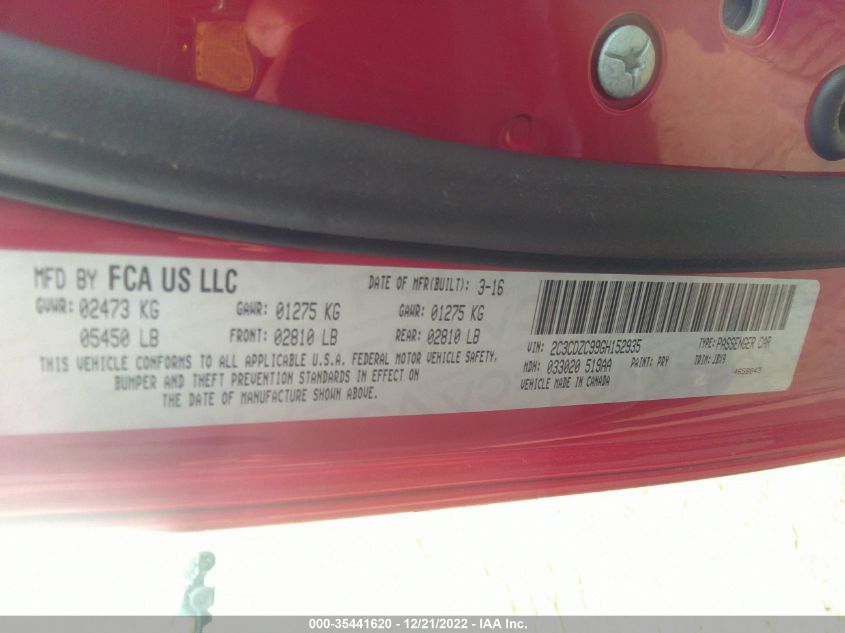 MFD BY FCA US LLC
DATE OF MFR(BUILT): 3-16
GVWR: 02473 KG GAWR: 01275 KG GAWR: 01275 KG
05450 LB FRONT: 02810 LB REAR: 02810 LB
THIS VEHICLE CONFORMS TO ALL APPLICABLE U.S.A. FEDERAL MOTOR VEHICLE SAFETY,
BUMPER AND THEFT PREVENTION STANDARDS IN EFFECT ON
THE DATE OF MANUFACTURE SHOWN ABOVE.
VIN: 2C3CDZC99GH152935 TYPE: PASSENGER CAR
MDH: 033020 519AA PAINT: PRY TRIM: JBX9
VEHICLE MADE IN CANADA
000-35441620 - 12/21/2022 - IAA Inc.